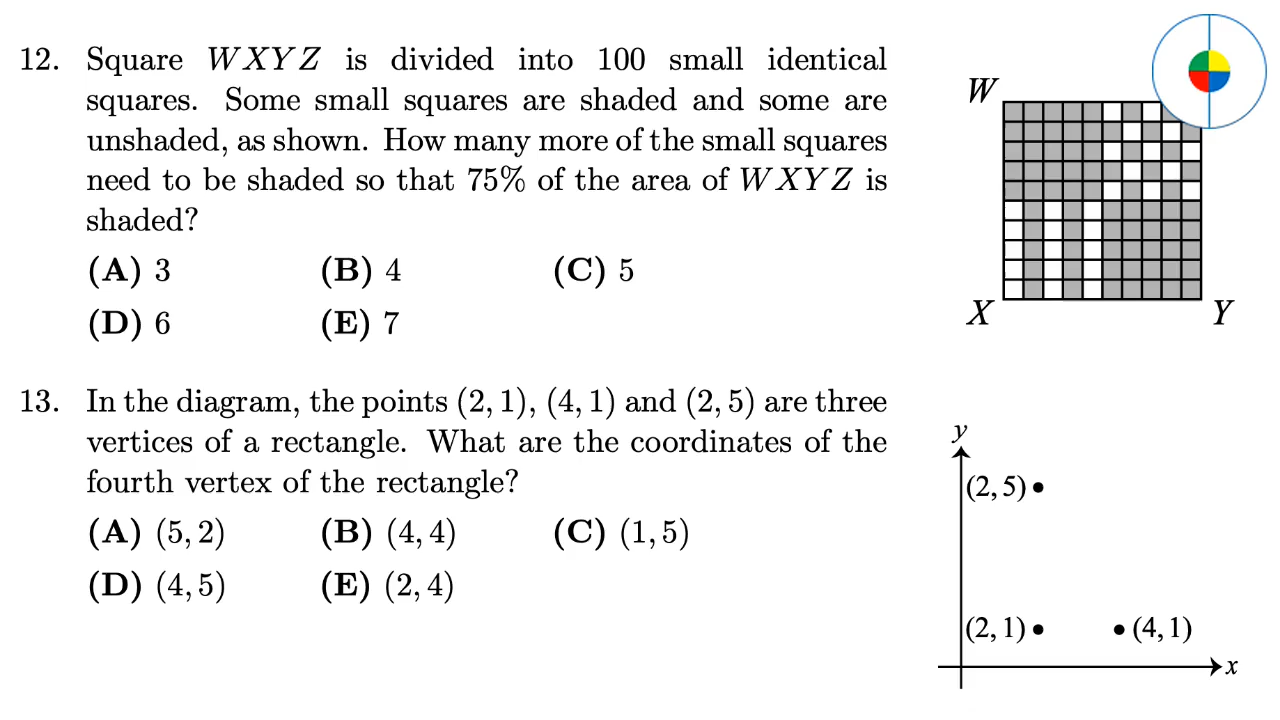 12. Square WXYZ is divided into 100 small identical
squares. Some small squares are shaded and some are
unshaded, as shown. How many more of the small squares
need to be shaded so that 75% of the area of WXYZ is
shaded?
(A) 3 (B) 4 (C) 5
(D) 6 (E) 7
W
X Y
13. In the diagram, the points (2, 1), (4, 1) and (2, 5) are three
vertices of a rectangle. What are the coordinates of the
fourth vertex of the rectangle?
(A) (5, 2) (B) (4, 4) (C) (1, 5)
(D) (4, 5) (E) (2, 4)
y
(2, 5)
(2, 1) (4, 1)
x